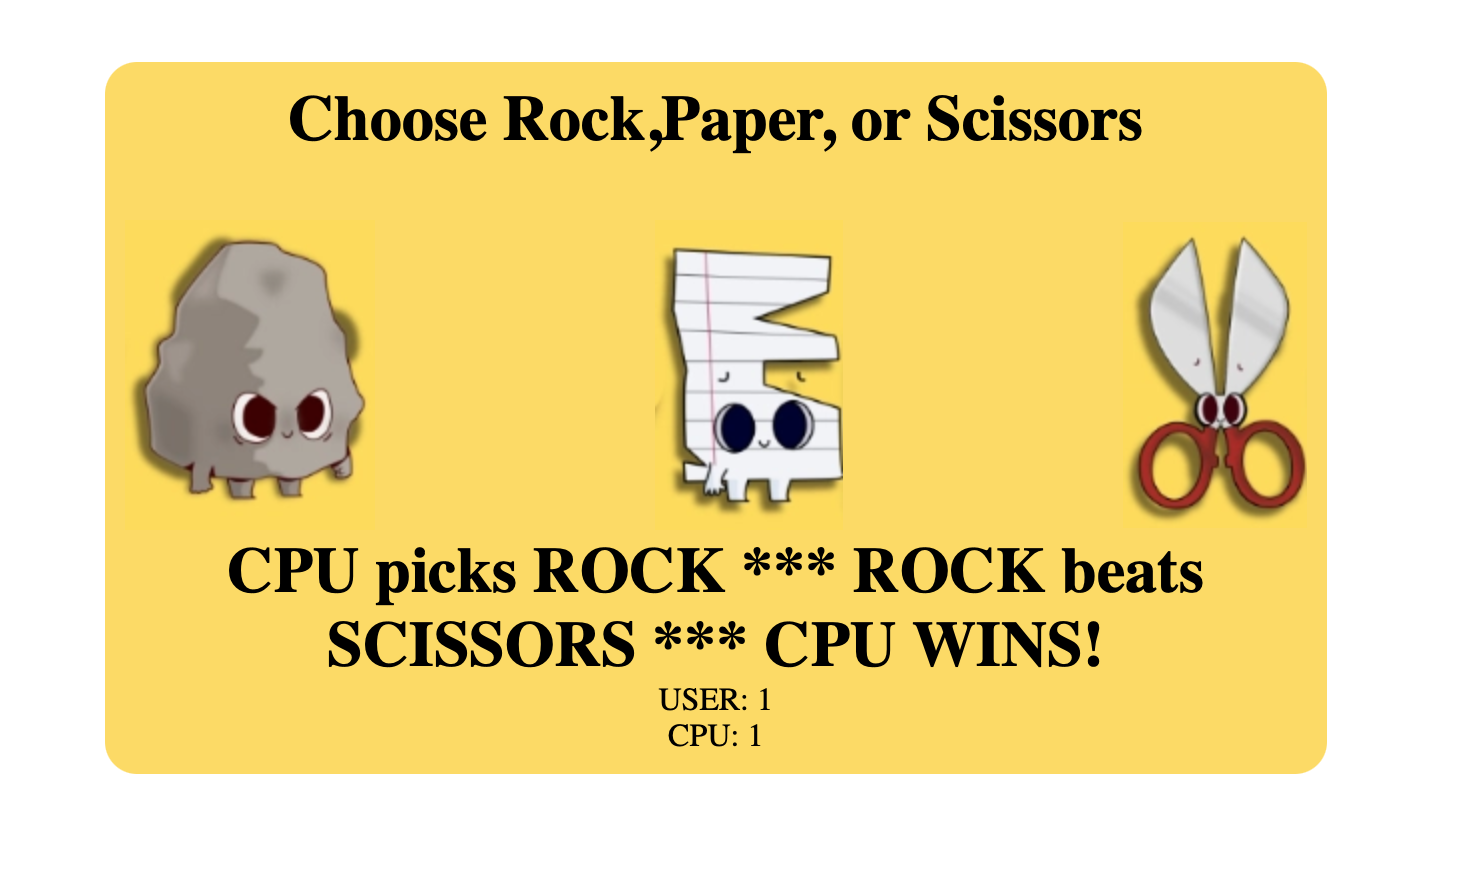 Choose Rock,Paper, or Scissors
CPU picks ROCK *** ROCK beats
SCISSORS *** CPU WINS!
USER: 1
CPU: 1